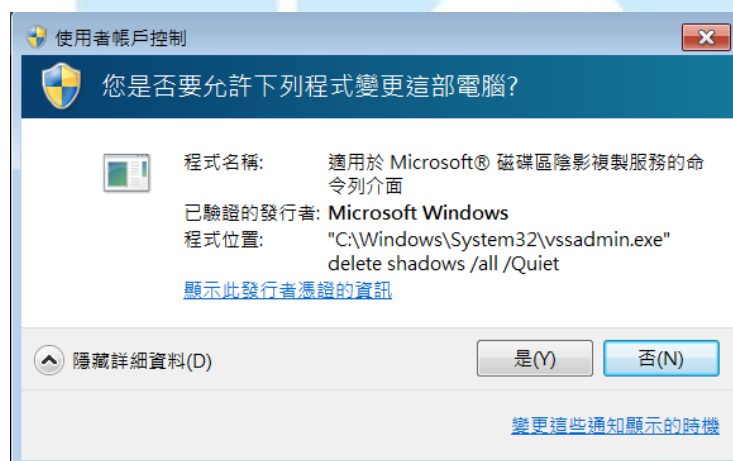 使用者帳戶控制
您是否要允許下列程式變更這部電腦?
程式名稱: 適用於 Microsoft® 磁碟區陰影複製服務的命
令列介面
已驗證的發行者: Microsoft Windows
程式位置: "C:\Windows\System32\vssadmin.exe"
delete shadows /all /Quiet
顯示此發行者憑證的資訊
隱藏詳細資料(D) 是(Y) 否(N)
變更這些通知顯示的時機